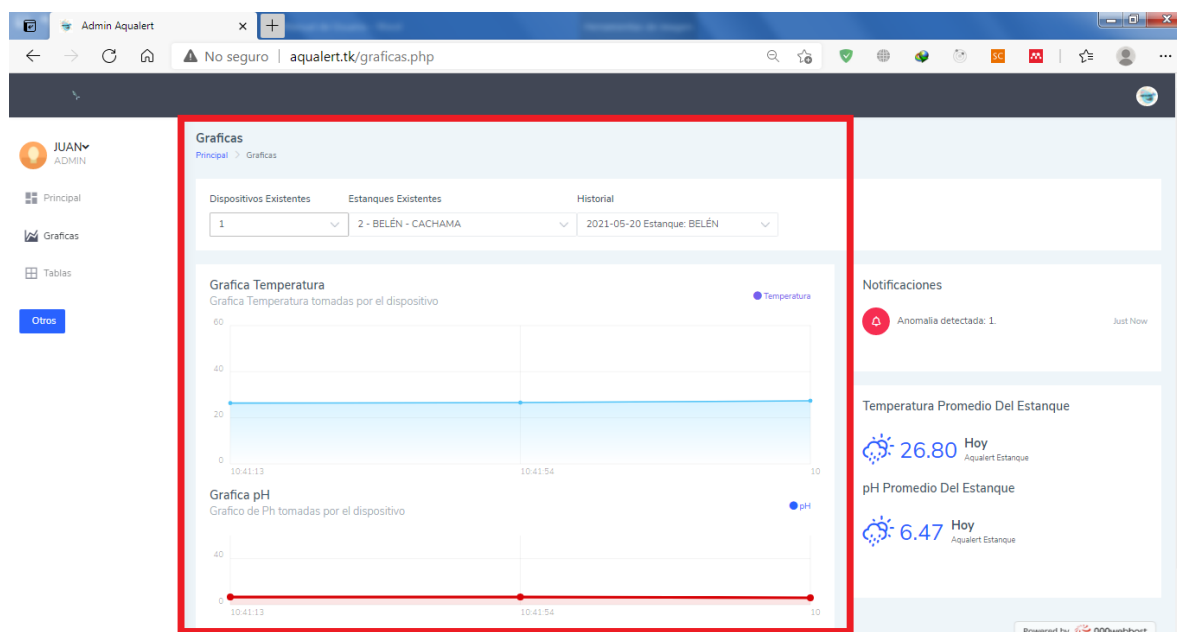 Admin Aqualert
No seguro | aqualert.tk/graficas.php
SC
JUAN
ADMIN
Principal
Graficas
Tablas
Otros
Graficas
Principal > Graficas
Dispositivos Existentes Estanques Existentes Historial
1 2 - BELÉN - CACHAMA 2021-05-20 Estanque: BELÉN
Grafica Temperatura
Grafica Temperatura tomadas por el dispositivo
Temperatura
60
40
20
0
10:41:13 10:41:54 10
Grafica pH
Grafico de Ph tomadas por el dispositivo
pH
40
0
10:41:13 10:41:54 10
Notificaciones
Anomalia detectada: 1. Just Now
Temperatura Promedio Del Estanque
26.80 Hoy
Aqualert Estanque
pH Promedio Del Estanque
6.47 Hoy
Aqualert Estanque
Powered by 000webhost